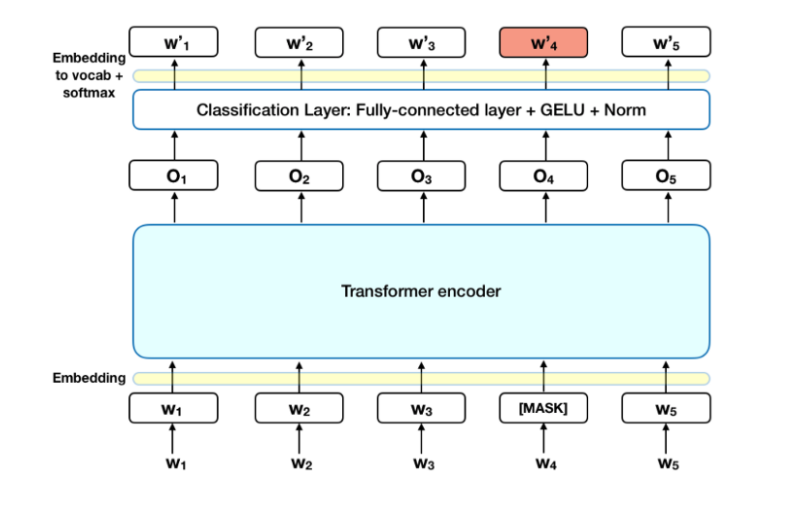 w’₁ w’₂ w’₃ w’₄ w’₅
Embedding
to vocab +
softmax
Classification Layer: Fully-connected layer + GELU + Norm
O₁ O₂ O₃ O₄ O₅
Transformer encoder
Embedding
W₁ W₂ W₃ [MASK] W₅
W₁ W₂ W₃ W₄ W₅